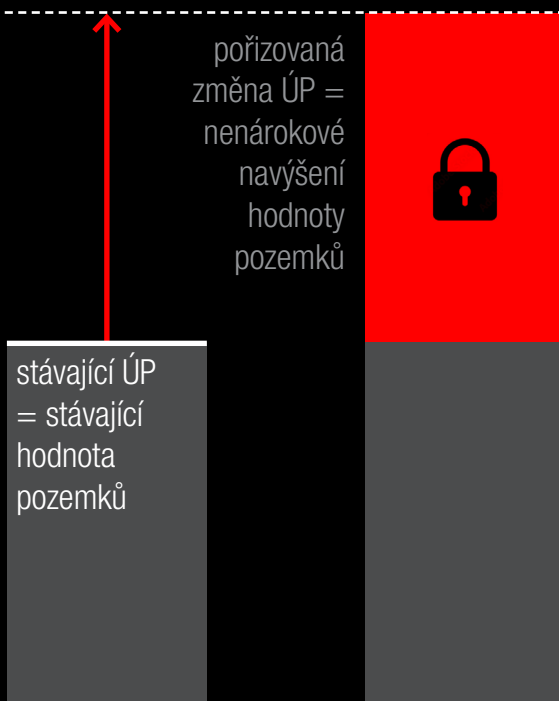 pořizovaná
změna ÚP =
nenárokové
navýšení
hodnoty
pozemků
stávající ÚP
= stávající
hodnota
pozemků